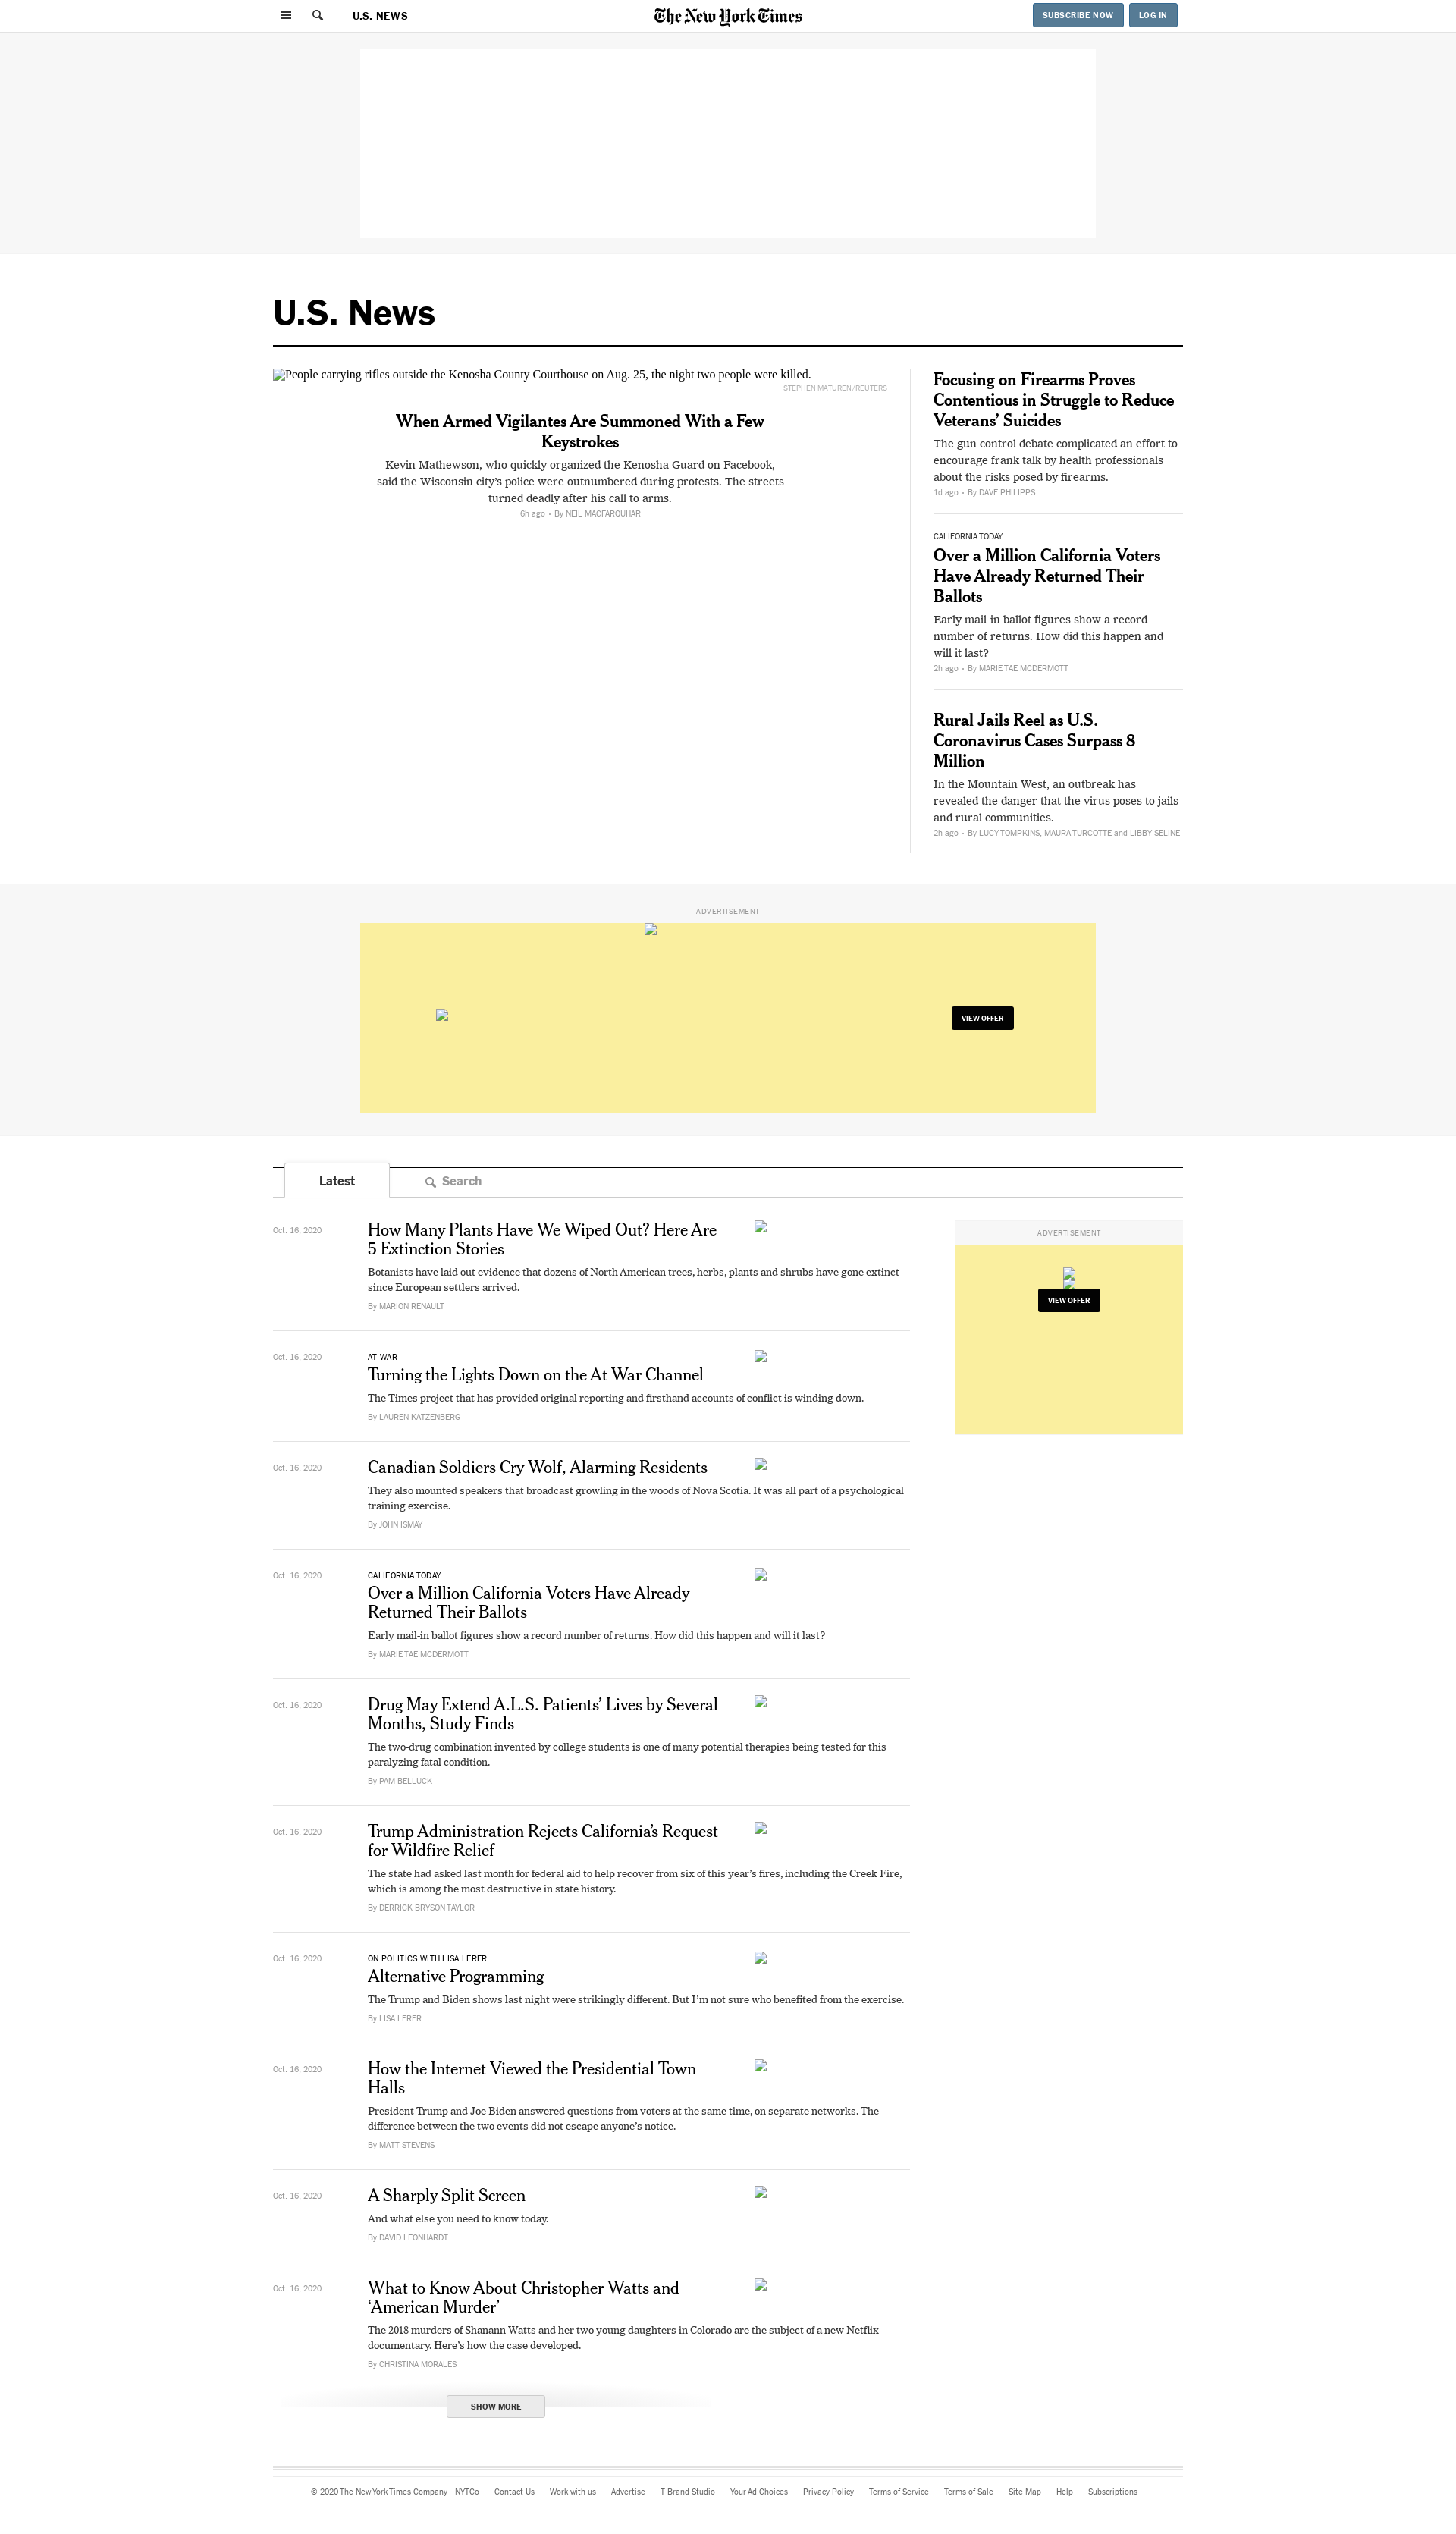 U.S. NEWS
The New York Times
SUBSCRIBE NOW
LOG IN
U.S. News
People carrying rifles outside the Kenosha County Courthouse on Aug. 25, the night two people were killed.
STEPHEN MATUREN/REUTERS
When Armed Vigilantes Are Summoned With a Few
Keystrokes
Kevin Mathewson, who quickly organized the Kenosha Guard on Facebook,
said the Wisconsin city's police were outnumbered during protests. The streets
turned deadly after his call to arms.
6h ago • By NEIL MACFARQUHAR
Focusing on Firearms Proves
Contentious in Struggle to Reduce
Veterans' Suicides
The gun control debate complicated an effort to
encourage frank talk by health professionals
about the risks posed by firearms.
1d ago • By DAVE PHILIPPS
CALIFORNIA TODAY
Over a Million California Voters
Have Already Returned Their
Ballots
Early mail-in ballot figures show a record
number of returns. How did this happen and
will it last?
2h ago • By MARIE TAE MCDERMOTT
Rural Jails Reel as U.S.
Coronavirus Cases Surpass 8
Million
In the Mountain West, an outbreak has
revealed the danger that the virus poses to jails
and rural communities.
2h ago • By LUCY TOMPKINS, MAURA TURCOTTE and LIBBY SELINE
ADVERTISEMENT
VIEW OFFER
Latest
Search
Oct. 16, 2020
How Many Plants Have We Wiped Out? Here Are
5 Extinction Stories
Botanists have laid out evidence that dozens of North American trees, herbs, plants and shrubs have gone extinct
since European settlers arrived.
By MARION RENAULT
ADVERTISEMENT
VIEW OFFER
Oct. 16, 2020
AT WAR
Turning the Lights Down on the At War Channel
The Times project that has provided original reporting and firsthand accounts of conflict is winding down.
By LAUREN KATZENBERG
Oct. 16, 2020
Canadian Soldiers Cry Wolf, Alarming Residents
They also mounted speakers that broadcast growling in the woods of Nova Scotia. It was all part of a psychological
training exercise.
By JOHN ISMAY
Oct. 16, 2020
CALIFORNIA TODAY
Over a Million California Voters Have Already
Returned Their Ballots
Early mail-in ballot figures show a record number of returns. How did this happen and will it last?
By MARIE TAE MCDERMOTT
Oct. 16, 2020
Drug May Extend A.L.S. Patients' Lives by Several
Months, Study Finds
The two-drug combination invented by college students is one of many potential therapies being tested for this
paralyzing fatal condition.
By PAM BELLUCK
Oct. 16, 2020
Trump Administration Rejects California's Request
for Wildfire Relief
The state had asked last month for federal aid to help recover from six of this year's fires, including the Creek Fire,
which is among the most destructive in state history.
By DERRICK BRYSON TAYLOR
Oct. 16, 2020
ON POLITICS WITH LISA LERER
Alternative Programming
The Trump and Biden shows last night were strikingly different. But I'm not sure who benefited from the exercise.
By LISA LERER
Oct. 16, 2020
How the Internet Viewed the Presidential Town
Halls
President Trump and Joe Biden answered questions from voters at the same time, on separate networks. The
difference between the two events did not escape anyone's notice.
By MATT STEVENS
Oct. 16, 2020
A Sharply Split Screen
And what else you need to know today.
By DAVID LEONHARDT
Oct. 16, 2020
What to Know About Christopher Watts and
'American Murder'
The 2018 murders of Shanann Watts and her two young daughters in Colorado are the subject of a new Netflix
documentary. Here's how the case developed.
By CHRISTINA MORALES
SHOW MORE
© 2020 The New York Times Company NYTCo Contact Us Work with us Advertise T Brand Studio Your Ad Choices Privacy Policy Terms of Service Terms of Sale Site Map Help Subscriptions